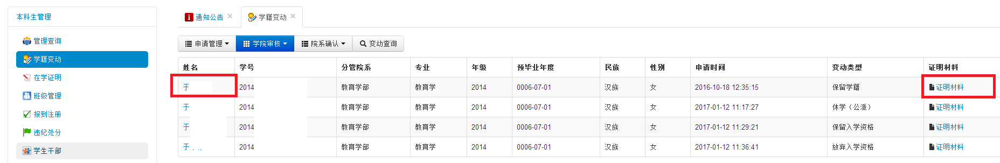 本科生管理
管理查询
学籍变动
在学证明
班级管理
报到注册
违纪处分
学生干部
通知公告 学籍变动
申请管理 学院审核 院系确认 变动查询
姓名 学号 分管院系 专业 年级 预毕业年度 民族 性别 申请时间 变动类型 证明材料
于 2014 教育学部 教育学 2014 0006-07-01 汉族 女 2016-10-18 12:35:15 保留学籍 证明材料
于 2014 教育学部 教育学 2014 0006-07-01 汉族 女 2017-01-12 11:17:27 休学（公派） 证明材料
于 2014 教育学部 教育学 2014 0006-07-01 汉族 女 2017-01-12 11:29:21 保留入学资格 证明材料
于 2014 教育学部 教育学 2014 0006-07-01 汉族 女 2017-01-12 11:36:41 放弃入学资格 证明材料